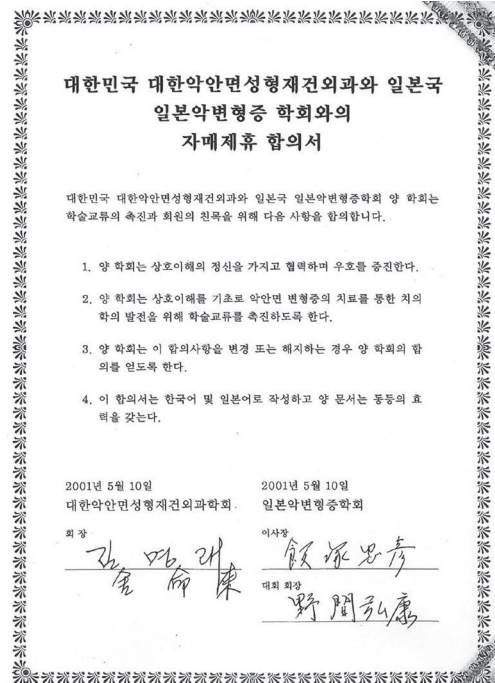 대한민국 대한악안면성형재건외과와 일본국
일본악변형증 학회와의
자매제휴 합의서
대한민국 대한악안면성형재건외과와 일본국 일본악변형증학회 양 학회는
학술교류의 촉진과 회원의 친목을 위해 다음 사항을 합의합니다.
1. 양 학회는 상호이해의 정신을 가지고 협력하며 우호를 증진한다.
2. 양 학회는 상호이해를 기초로 악안면 변형증의 치료를 통한 치의
학의 발전을 위해 학술교류를 촉진하도록 한다.
3. 양 학회는 이 합의사항을 변경 또는 해지하는 경우 양 학회의 합
의를 얻도록 한다.
4. 이 합의서는 한국어 및 일본어로 작성하고 양 문서는 동등의 효
력을 갖는다.
2001년 5월 10일
대한악안면성형재건외과학회
회장
2001년 5월 10일
일본악변형증학회
이사장
飯塚忠彦
대회 회장
野間弘康